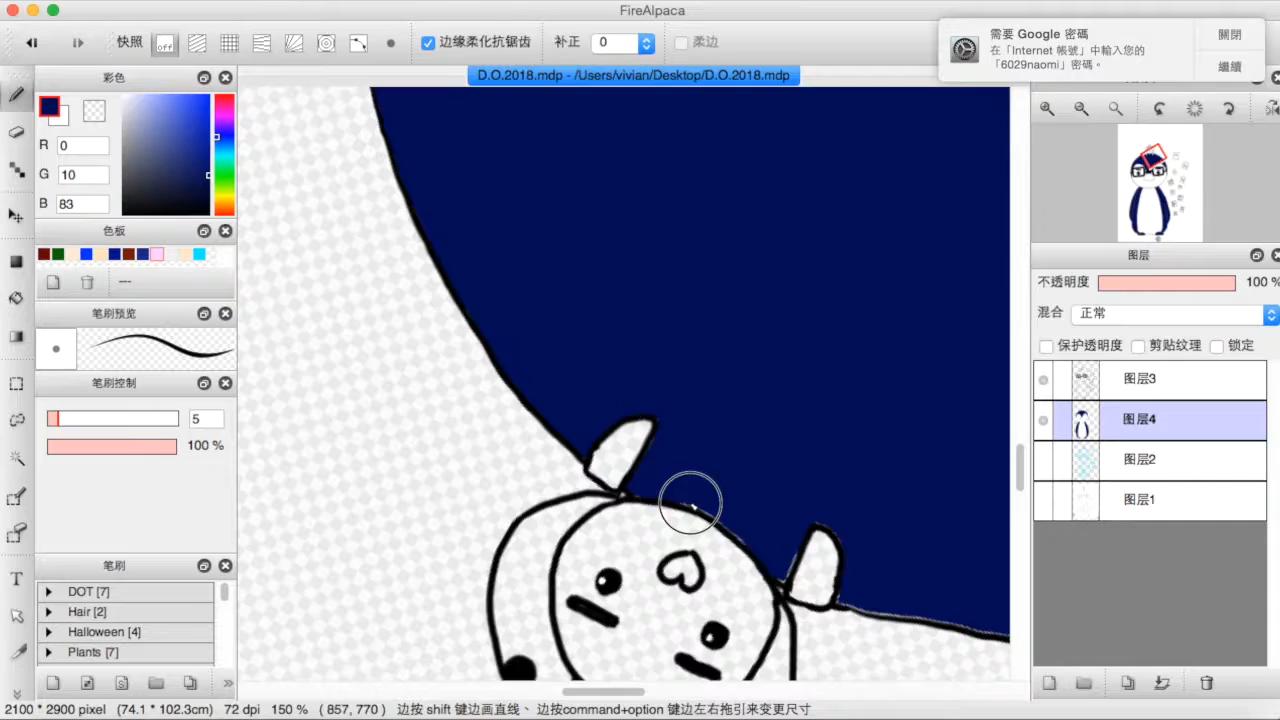 FireAlpaca
快照
off
边缘柔化抗锯齿
补正
0
柔边
需要 Google 密碼
在「Internet 帳號」中輸入您的
「6029naomi」密碼。
關閉
繼續
D.O.2018.mdp - /Users/vivian/Desktop/D.O.2018.mdp
彩色
R 0
G 10
B 83
色板
---
笔刷预览
笔刷控制
5
100 %
笔刷
DOT [7]
Hair [2]
Halloween [4]
Plants [7]
图层
不透明度
100 %
混合
正常
保护透明度
剪贴纹理
锁定
图层3
图层4
图层2
图层1
T
2100 * 2900 pixel (74.1 * 102.3cm) 72 dpi 150 % ( 857, 770 ) 边按 shift 键边画直线、 边按command+option 键边左右拖引来变更尺寸